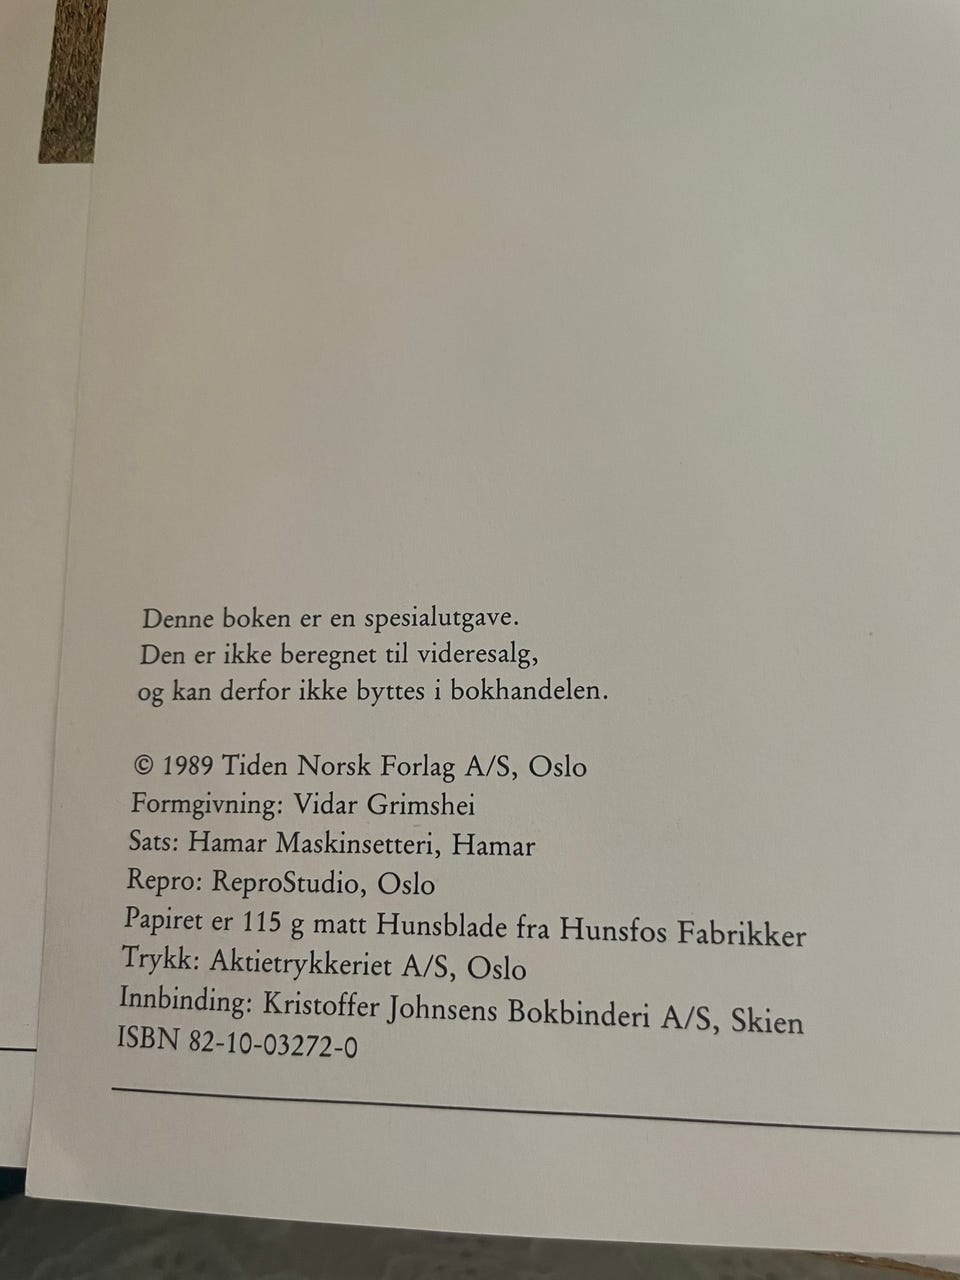 Denne boken er en spesialutgave.
Den er ikke beregnet til videresalg,
og kan derfor ikke byttes i bokhandelen.
© 1989 Tiden Norsk Forlag A/S, Oslo
Formgivning: Vidar Grimshei
Sats: Hamar Maskinsetteri, Hamar
Repro: ReproStudio, Oslo
Papiret er 115 g matt Hunsblade fra Hunsfos Fabrikker
Trykk: Aktietrykkeriet A/S, Oslo
Innbinding: Kristoffer Johnsens Bokbinderi A/S, Skien
ISBN 82-10-03272-0